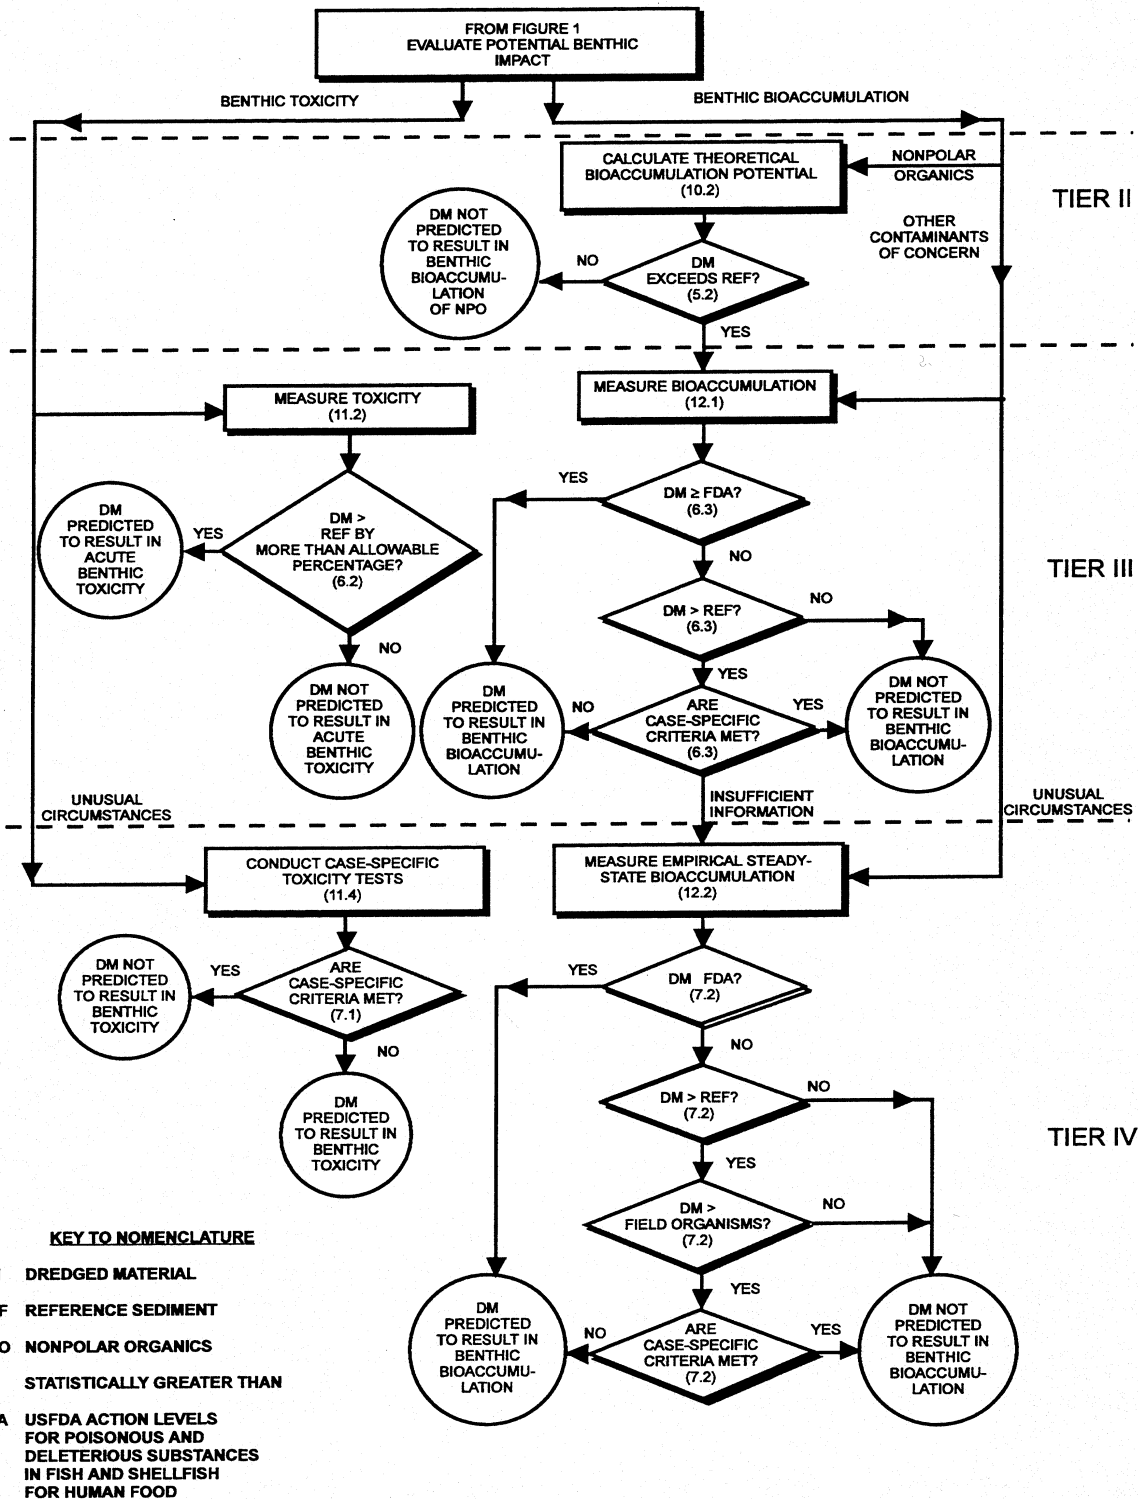 FROM FIGURE 1
EVALUATE POTENTIAL BENTHIC
IMPACT
BENTHIC TOXICITY
BENTHIC BIOACCUMULATION
CALCULATE THEORETICAL
BIOACCUMULATION POTENTIAL
(10.2)
NONPOLAR
ORGANICS
TIER II
OTHER
CONTAMINANTS
OF CONCERN
DM NOT
PREDICTED
TO RESULT IN
BENTHIC
BIOACCUMU-
LATION
OF NPO
NO
DM
EXCEEDS REF?
(5.2)
YES
MEASURE TOXICITY
(11.2)
MEASURE BIOACCUMULATION
(12.1)
DM
PREDICTED
TO RESULT IN
ACUTE
BENTHIC
TOXICITY
YES
DM >
REF BY
MORE THAN ALLOWABLE
PERCENTAGE?
(6.2)
NO
DM NOT
PREDICTED
TO RESULT IN
ACUTE
BENTHIC
TOXICITY
YES
DM ≥ FDA?
(6.3)
NO
TIER III
DM > REF?
(6.3)
NO
YES
DM
PREDICTED
TO RESULT IN
BENTHIC
BIOACCUMU-
LATION
NO
ARE
CASE-SPECIFIC
CRITERIA MET?
(6.3)
YES
DM NOT
PREDICTED
TO RESULT IN
BENTHIC
BIOACCUMU-
LATION
UNUSUAL
CIRCUMSTANCES
INSUFFICIENT
INFORMATION
UNUSUAL
CIRCUMSTANCES
CONDUCT CASE-SPECIFIC
TOXICITY TESTS
(11.4)
MEASURE EMPIRICAL STEADY-
STATE BIOACCUMULATION
(12.2)
DM NOT
PREDICTED
TO RESULT IN
BENTHIC
TOXICITY
YES
ARE
CASE-SPECIFIC
CRITERIA MET?
(7.1)
NO
DM
PREDICTED
TO RESULT IN
BENTHIC
TOXICITY
YES
DM FDA?
(7.2)
NO
DM > REF?
(7.2)
NO
TIER IV
YES
DM >
FIELD ORGANISMS?
(7.2)
NO
YES
DM
PREDICTED
TO RESULT IN
BENTHIC
BIOACCUMU-
LATION
NO
ARE
CASE-SPECIFIC
CRITERIA MET?
(7.2)
YES
DM NOT
PREDICTED
TO RESULT IN
BENTHIC
BIOACCUMU-
LATION
KEY TO NOMENCLATURE
DREDGED MATERIAL
F REFERENCE SEDIMENT
O NONPOLAR ORGANICS
STATISTICALLY GREATER THAN
A USFDA ACTION LEVELS
FOR POISONOUS AND
DELETERIOUS SUBSTANCES
IN FISH AND SHELLFISH
FOR HUMAN FOOD